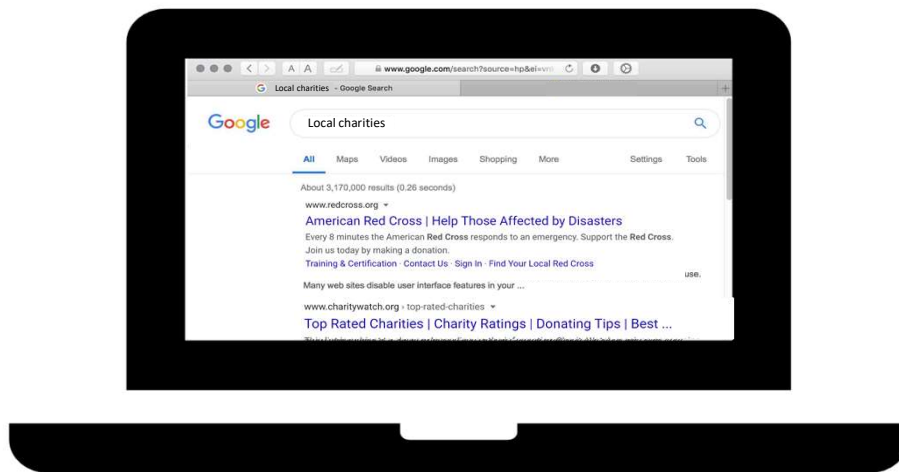 A A www.google.com/search?source=hp&ei=vm
G Local charities - Google Search +
Google Local charities
All Maps Videos Images Shopping More Settings Tools
About 3,170,000 results (0.26 seconds)
www.redcross.org
American Red Cross | Help Those Affected by Disasters
Every 8 minutes the American Red Cross responds to an emergency. Support the Red Cross.
Join us today by making a donation.
Training & Certification · Contact Us · Sign In · Find Your Local Red Cross
use.
Many web sites disable user interface features in your ...
www.charitywatch.org › top-rated-charities
Top Rated Charities | Charity Ratings | Donating Tips | Best ...